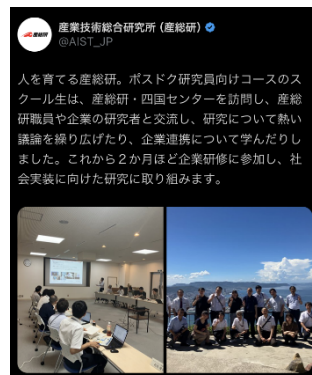 産業技術総合研究所 (産総研)
@AIST_JP
人を育てる産総研。ポスドク研究員向けコースのス
クール生は、産総研・四国センターを訪問し、産総
研職員や企業の研究者と交流し、研究について熱い
議論を繰り広げたり、企業連携について学んだりし
ました。これから２か月ほど企業研修に参加し、社
会実装に向けた研究に取り組みます。